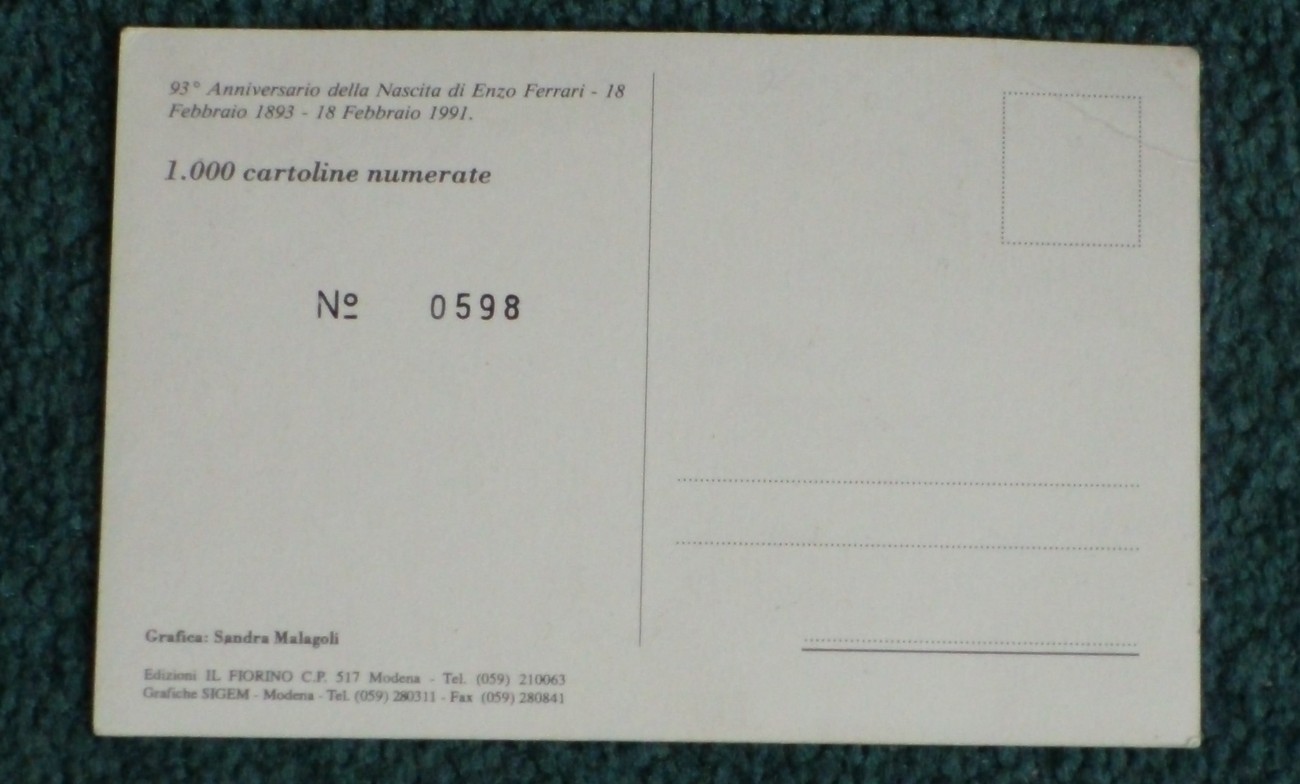 93° Anniversario della Nascita di Enzo Ferrari - 18
Febbraio 1893 - 18 Febbraio 1991.
1.000 cartoline numerate
Nº 0598
Grafica: Sandra Malagoli
Edizioni IL FIORINO C.P. 517 Modena - Tel. (059) 210063
Grafiche SIGEM - Modena - Tel. (059) 280311 - Fax (059) 280841